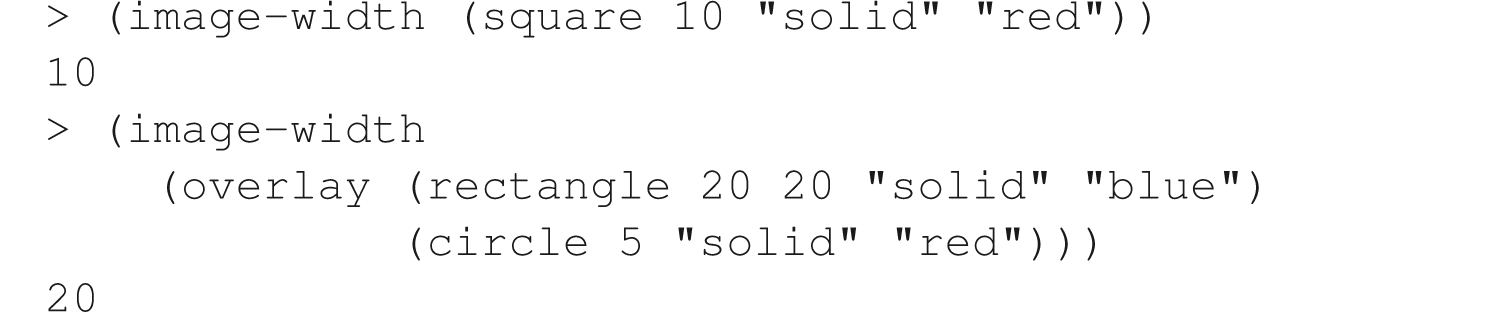 > (image-width (square 10 "solid" "red"))
10
> (image-width
    (overlay (rectangle 20 20 "solid" "blue")
             (circle 5 "solid" "red")))
20